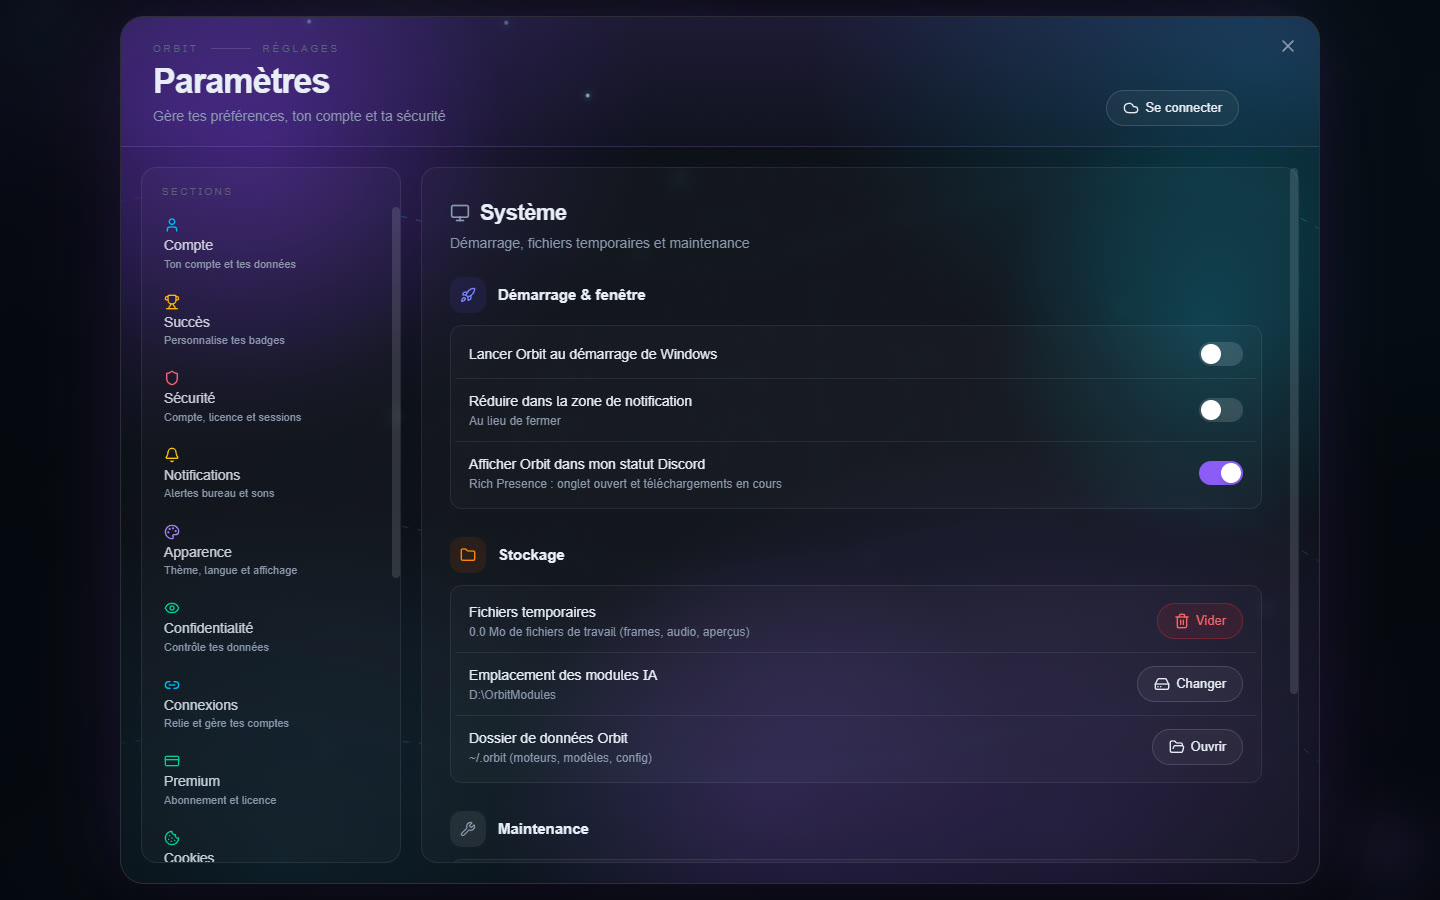 ORBIT RÉGLAGES
Paramètres
Gère tes préférences, ton compte et ta sécurité
Se connecter
SECTIONS
Compte
Ton compte et tes données
Succès
Personnalise tes badges
Sécurité
Compte, licence et sessions
Notifications
Alertes bureau et sons
Apparence
Thème, langue et affichage
Confidentialité
Contrôle tes données
Connexions
Relie et gère tes comptes
Premium
Abonnement et licence
Cookies
Système
Démarrage, fichiers temporaires et maintenance
Démarrage & fenêtre
Lancer Orbit au démarrage de Windows
Réduire dans la zone de notification
Au lieu de fermer
Afficher Orbit dans mon statut Discord
Rich Presence : onglet ouvert et téléchargements en cours
Stockage
Fichiers temporaires
0.0 Mo de fichiers de travail (frames, audio, aperçus)
Vider
Emplacement des modules IA
D:\OrbitModules
Changer
Dossier de données Orbit
~/.orbit (moteurs, modèles, config)
Ouvrir
Maintenance